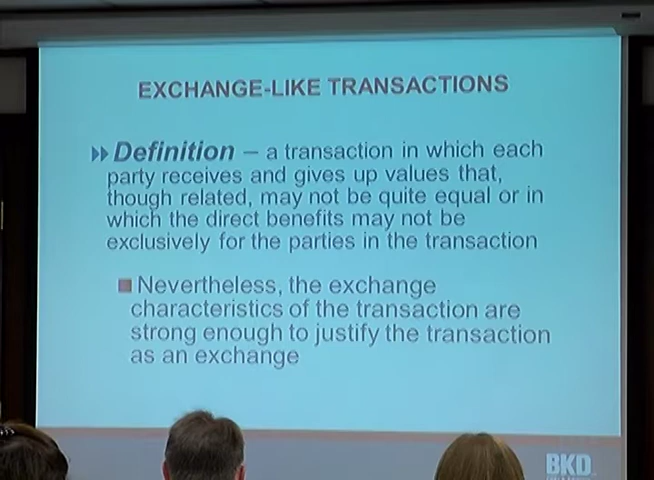 EXCHANGE-LIKE TRANSACTIONS
Definition – a transaction in which each
party receives and gives up values that,
though related, may not be quite equal or in
which the direct benefits may not be
exclusively for the parties in the transaction
Nevertheless, the exchange
characteristics of the transaction are
strong enough to justify the transaction
as an exchange
BKD